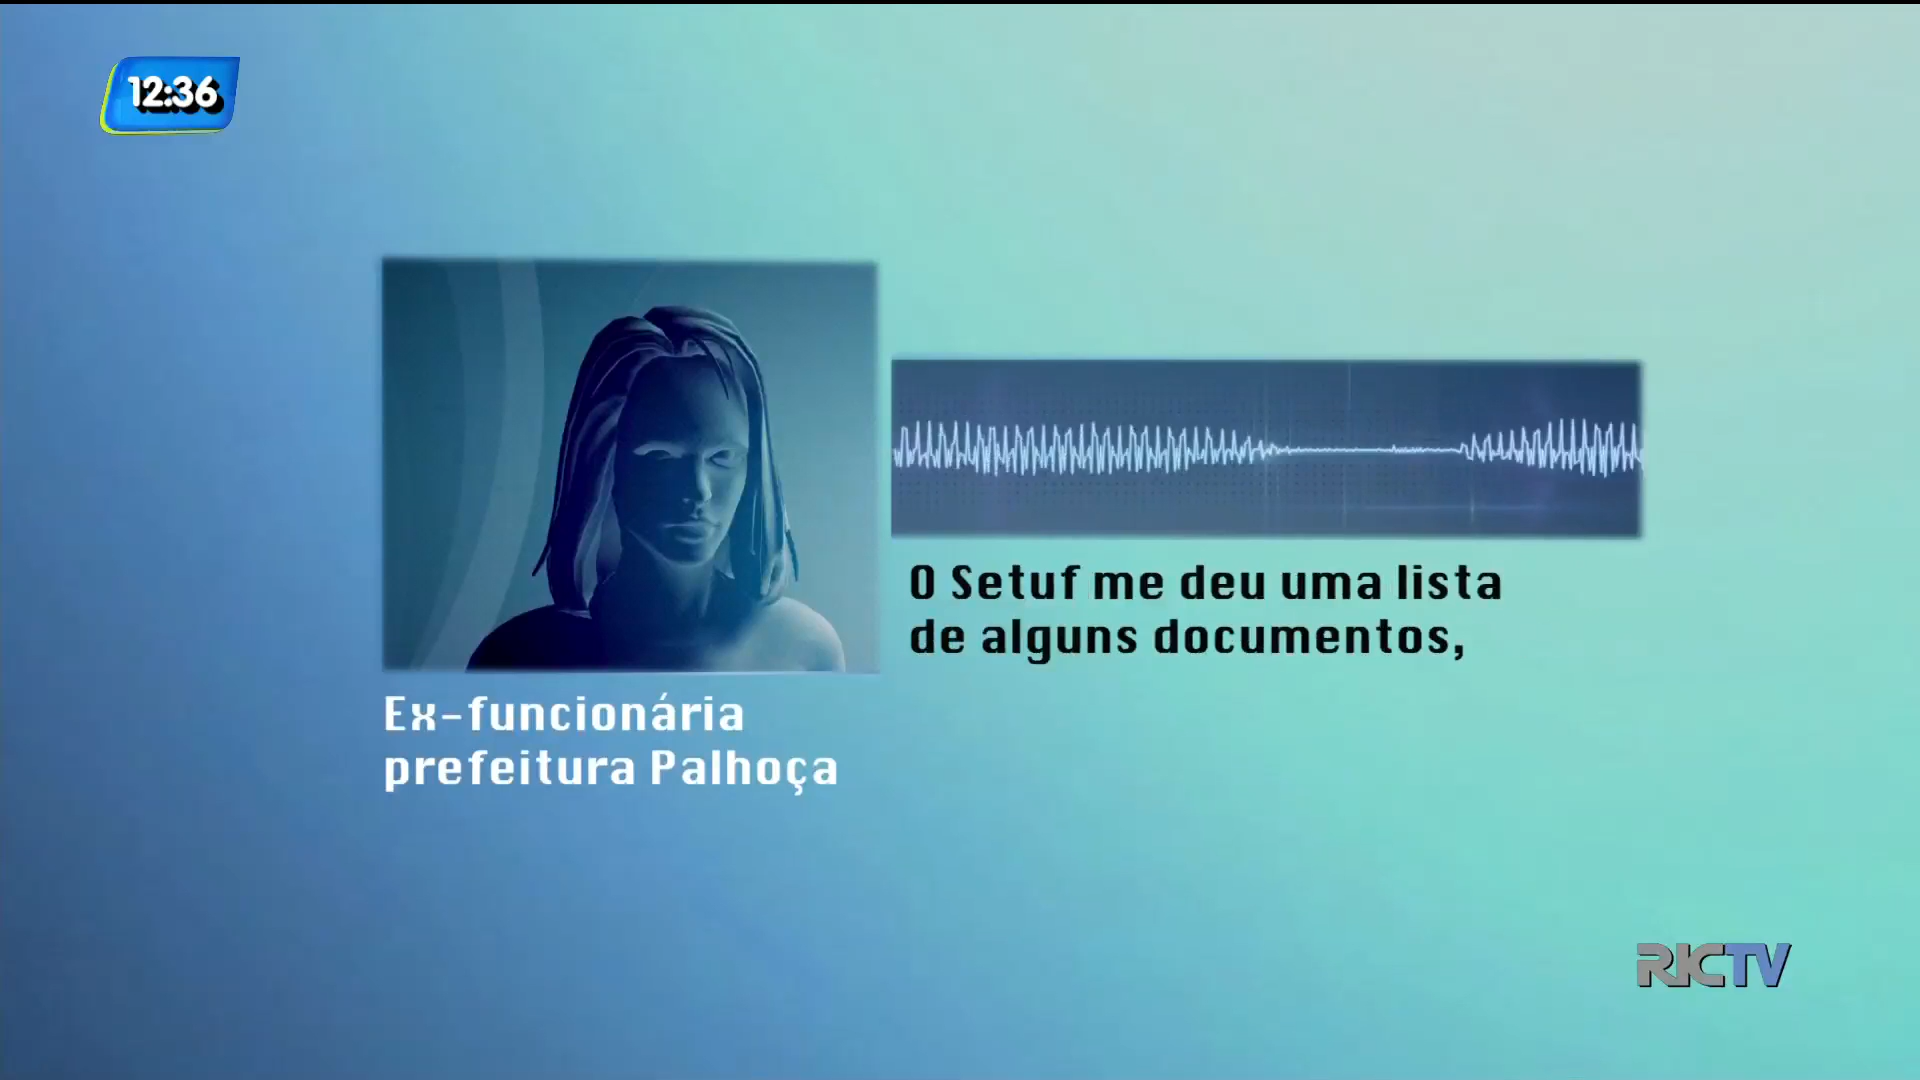 12:36
O Setuf me deu uma lista
de alguns documentos,
Ex-funcionária
prefeitura Palhoça
RICTV